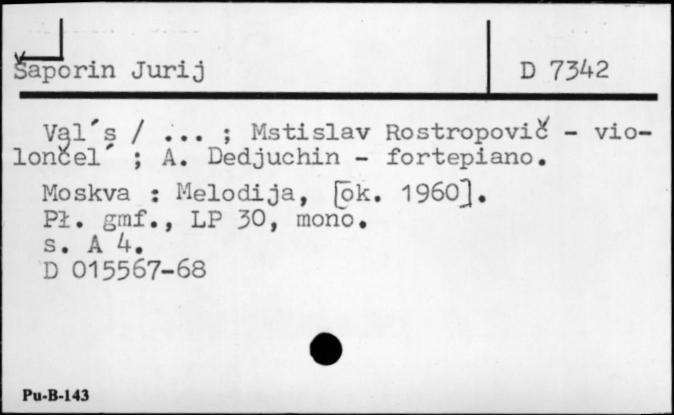 Šaporin Jurij
D 7342
Val´s / ... ; Mstislav Rostropovič - vio-
lončel´ ; A. Dedjuchin - fortepiano.
Moskva : Melodija, [ok. 1960].
Pł. gmf., LP 30, mono.
s. A 4.
D 015567-68
Pu-B-143